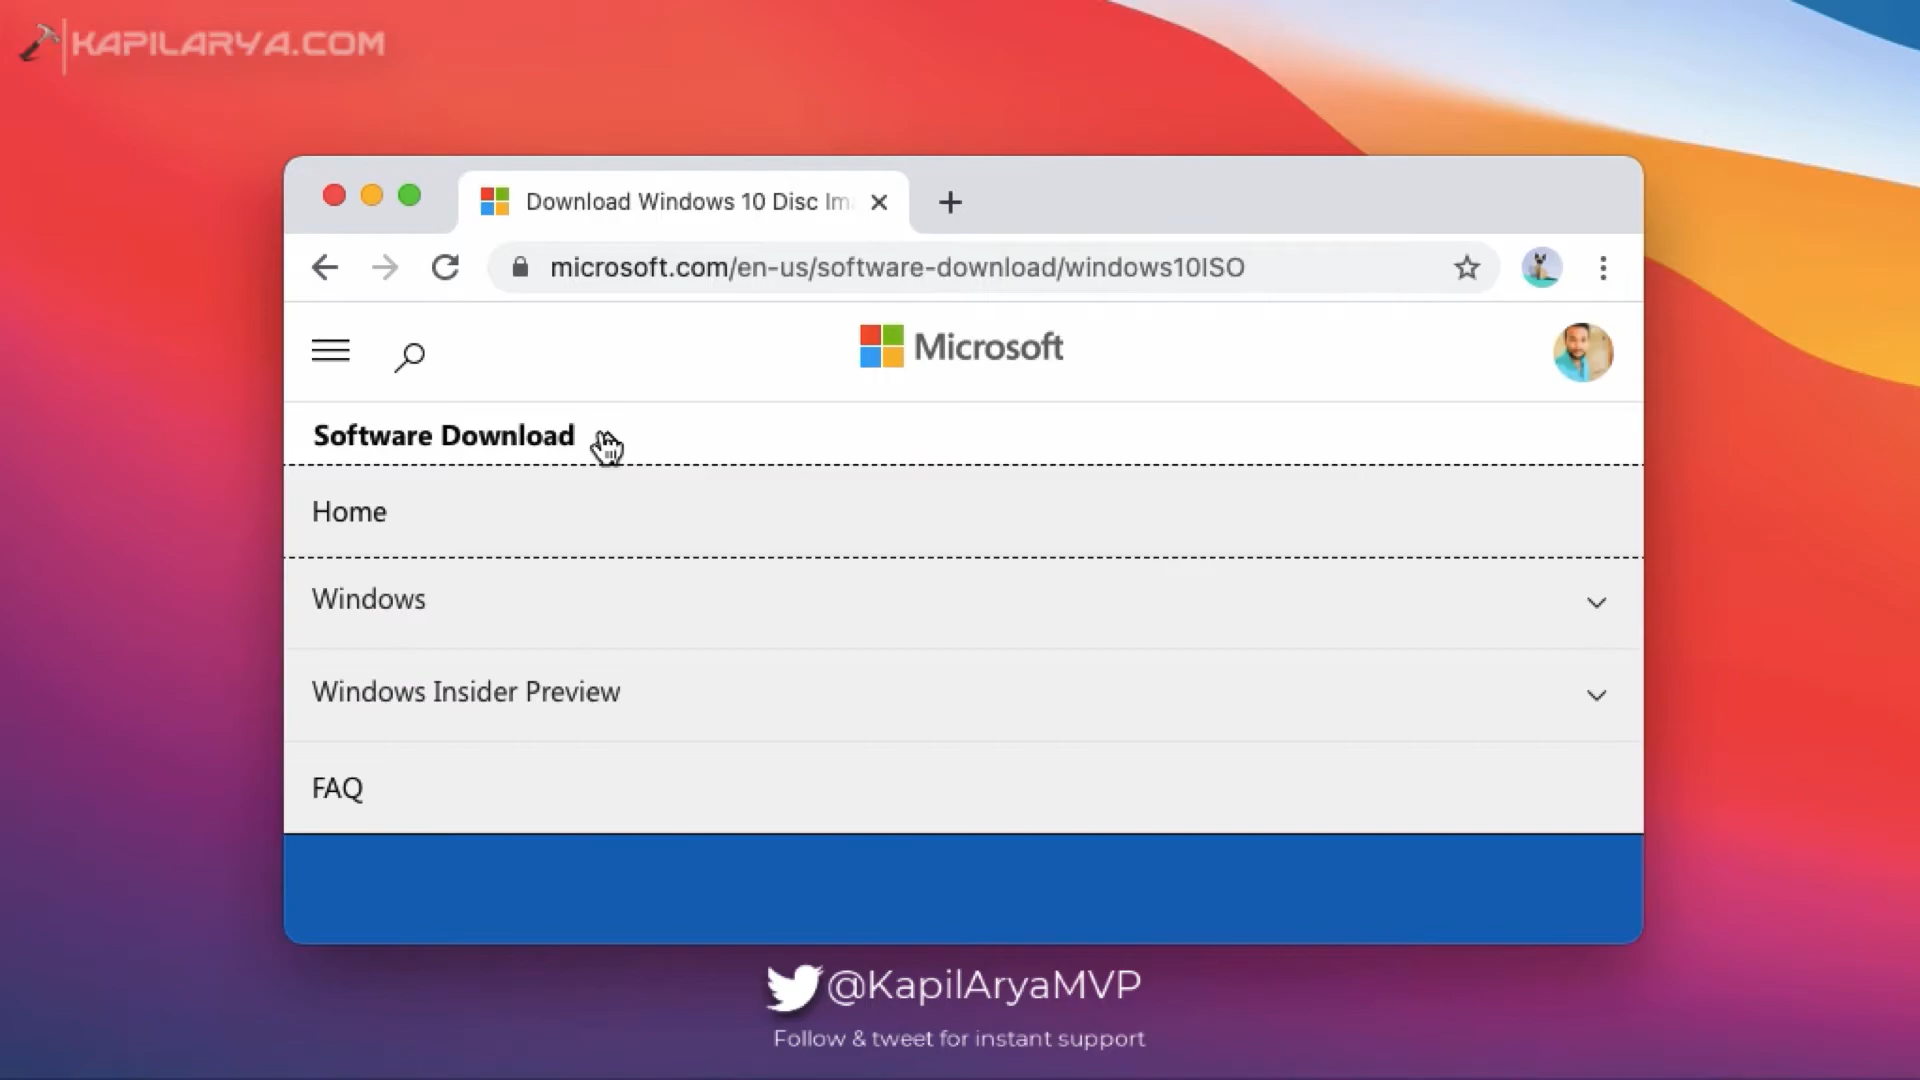 KAPILARYA.COM
Download Windows 10 Disc Im
microsoft.com/en-us/software-download/windows10ISO
Microsoft
Software Download
Home
Windows
Windows Insider Preview
FAQ
@KapilAryaMVP
Follow & tweet for instant support